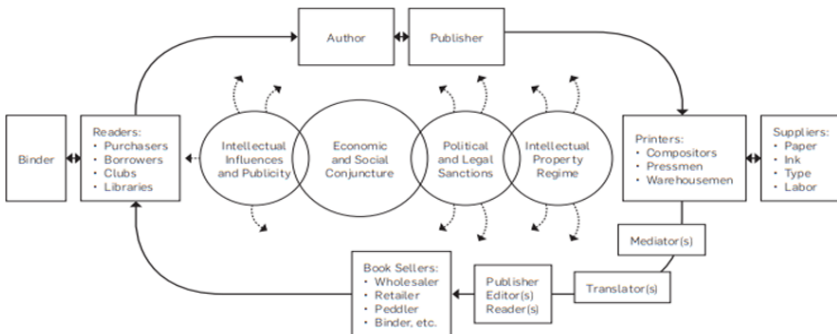 Author
Publisher
Binder
Readers:
• Purchasers
• Borrowers
• Clubs
• Libraries
Intellectual
Influences
and Publicity
Economic
and Social
Conjuncture
Political
and Legal
Sanctions
Intellectual
Property
Regime
Printers:
• Compositors
• Pressmen
• Warehousemen
Suppliers:
• Paper
• Ink
• Type
• Labor
Mediator(s)
Translator(s)
Publisher
Editor(s)
Reader(s)
Book Sellers:
• Wholesaler
• Retailer
• Peddler
• Binder, etc.